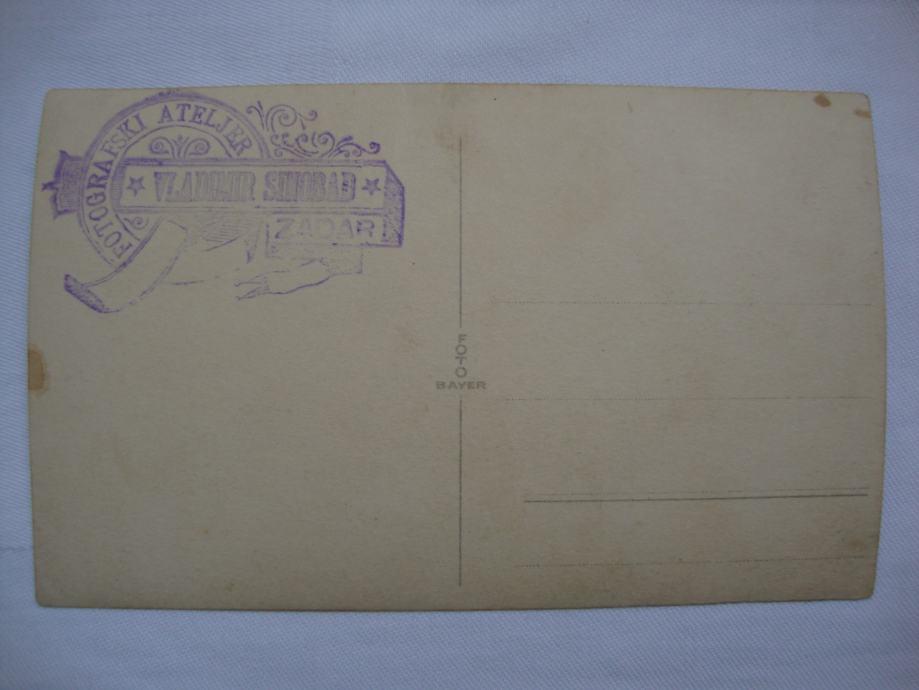 FOTOGRAFSKI ATELJER
VLADIMIR SINOBAD
ZADAR
FOTO
BAYER